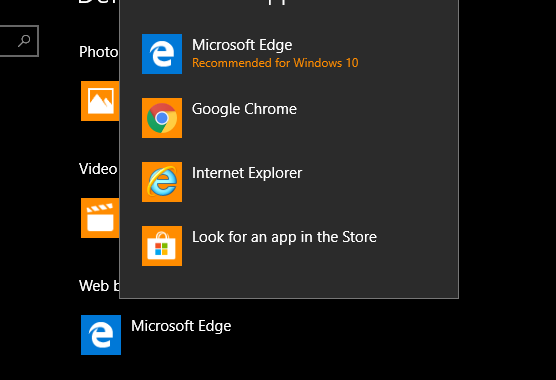 Photo
Video
Web b
Microsoft Edge
Microsoft Edge
Recommended for Windows 10
Google Chrome
Internet Explorer
Look for an app in the Store